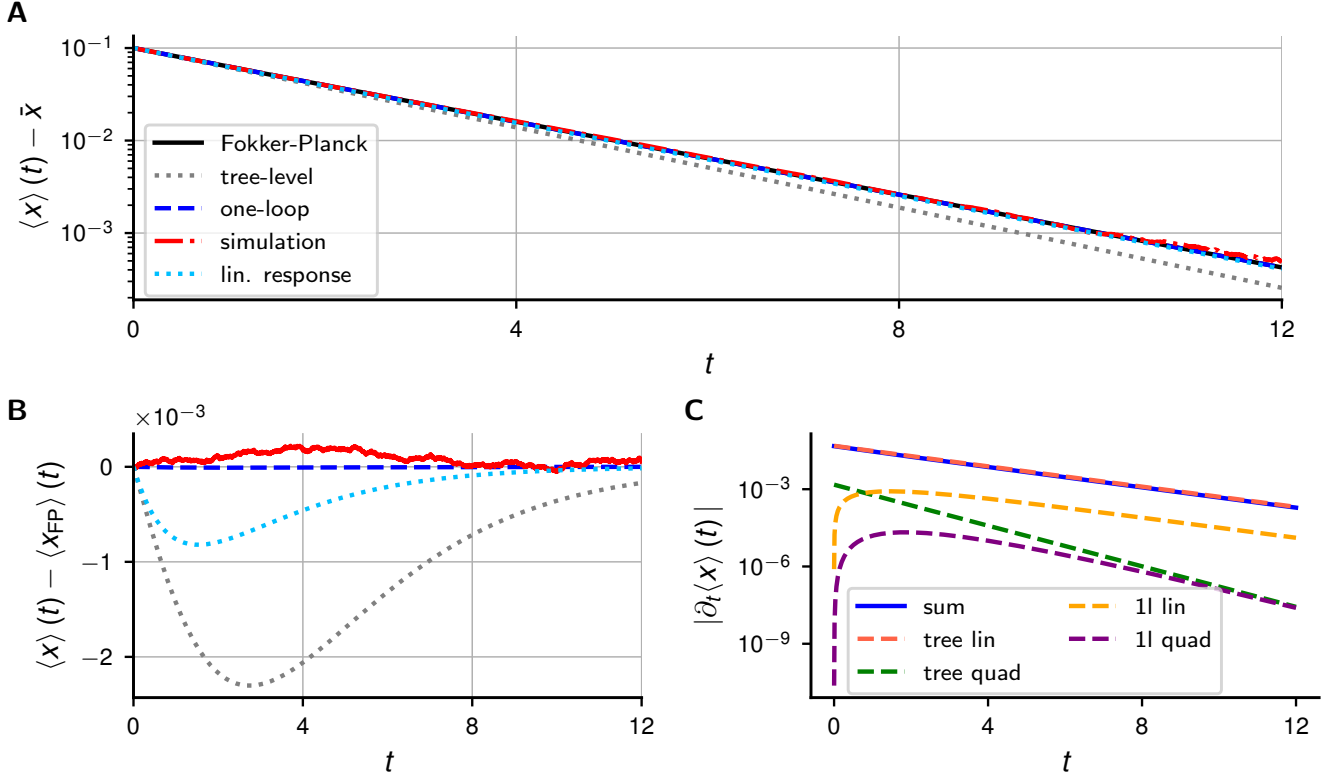 A
⟨x⟩ (t) − x̄
10⁻¹
10⁻²
10⁻³
Fokker-Planck
tree-level
one-loop
simulation
lin. response
0 4 8 12
t
B
×10⁻³
⟨x⟩ (t) − ⟨x_FP⟩ (t)
0
−1
−2
0 4 8 12
t
C
|∂ₜ⟨x⟩ (t) |
10⁻³
10⁻⁶
10⁻⁹
sum
tree lin
tree quad
1l lin
1l quad
0 4 8 12
t